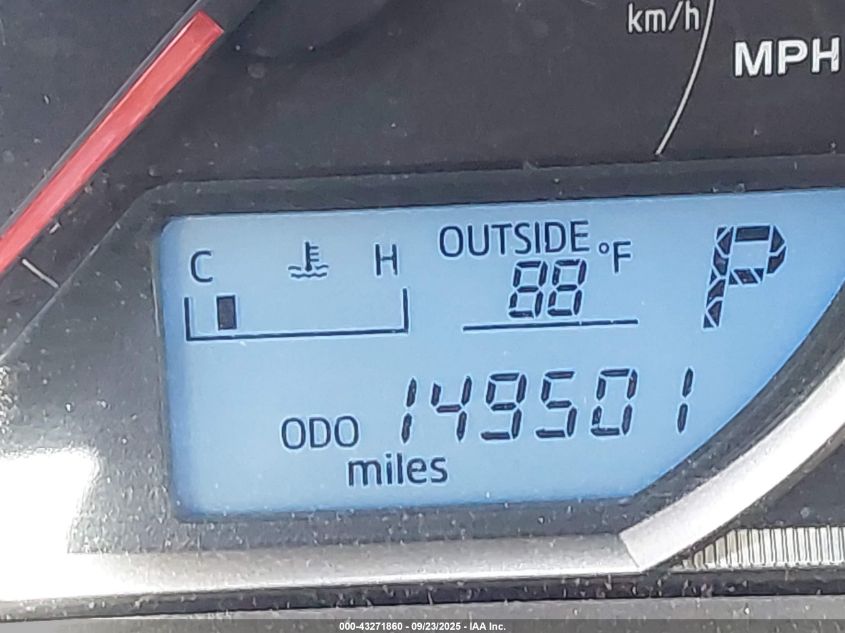 km/h
MPH
OUTSIDE °F
C H
88
P
ODO 149501
miles
000-43271860 - 09/23/2025 - IAA Inc.